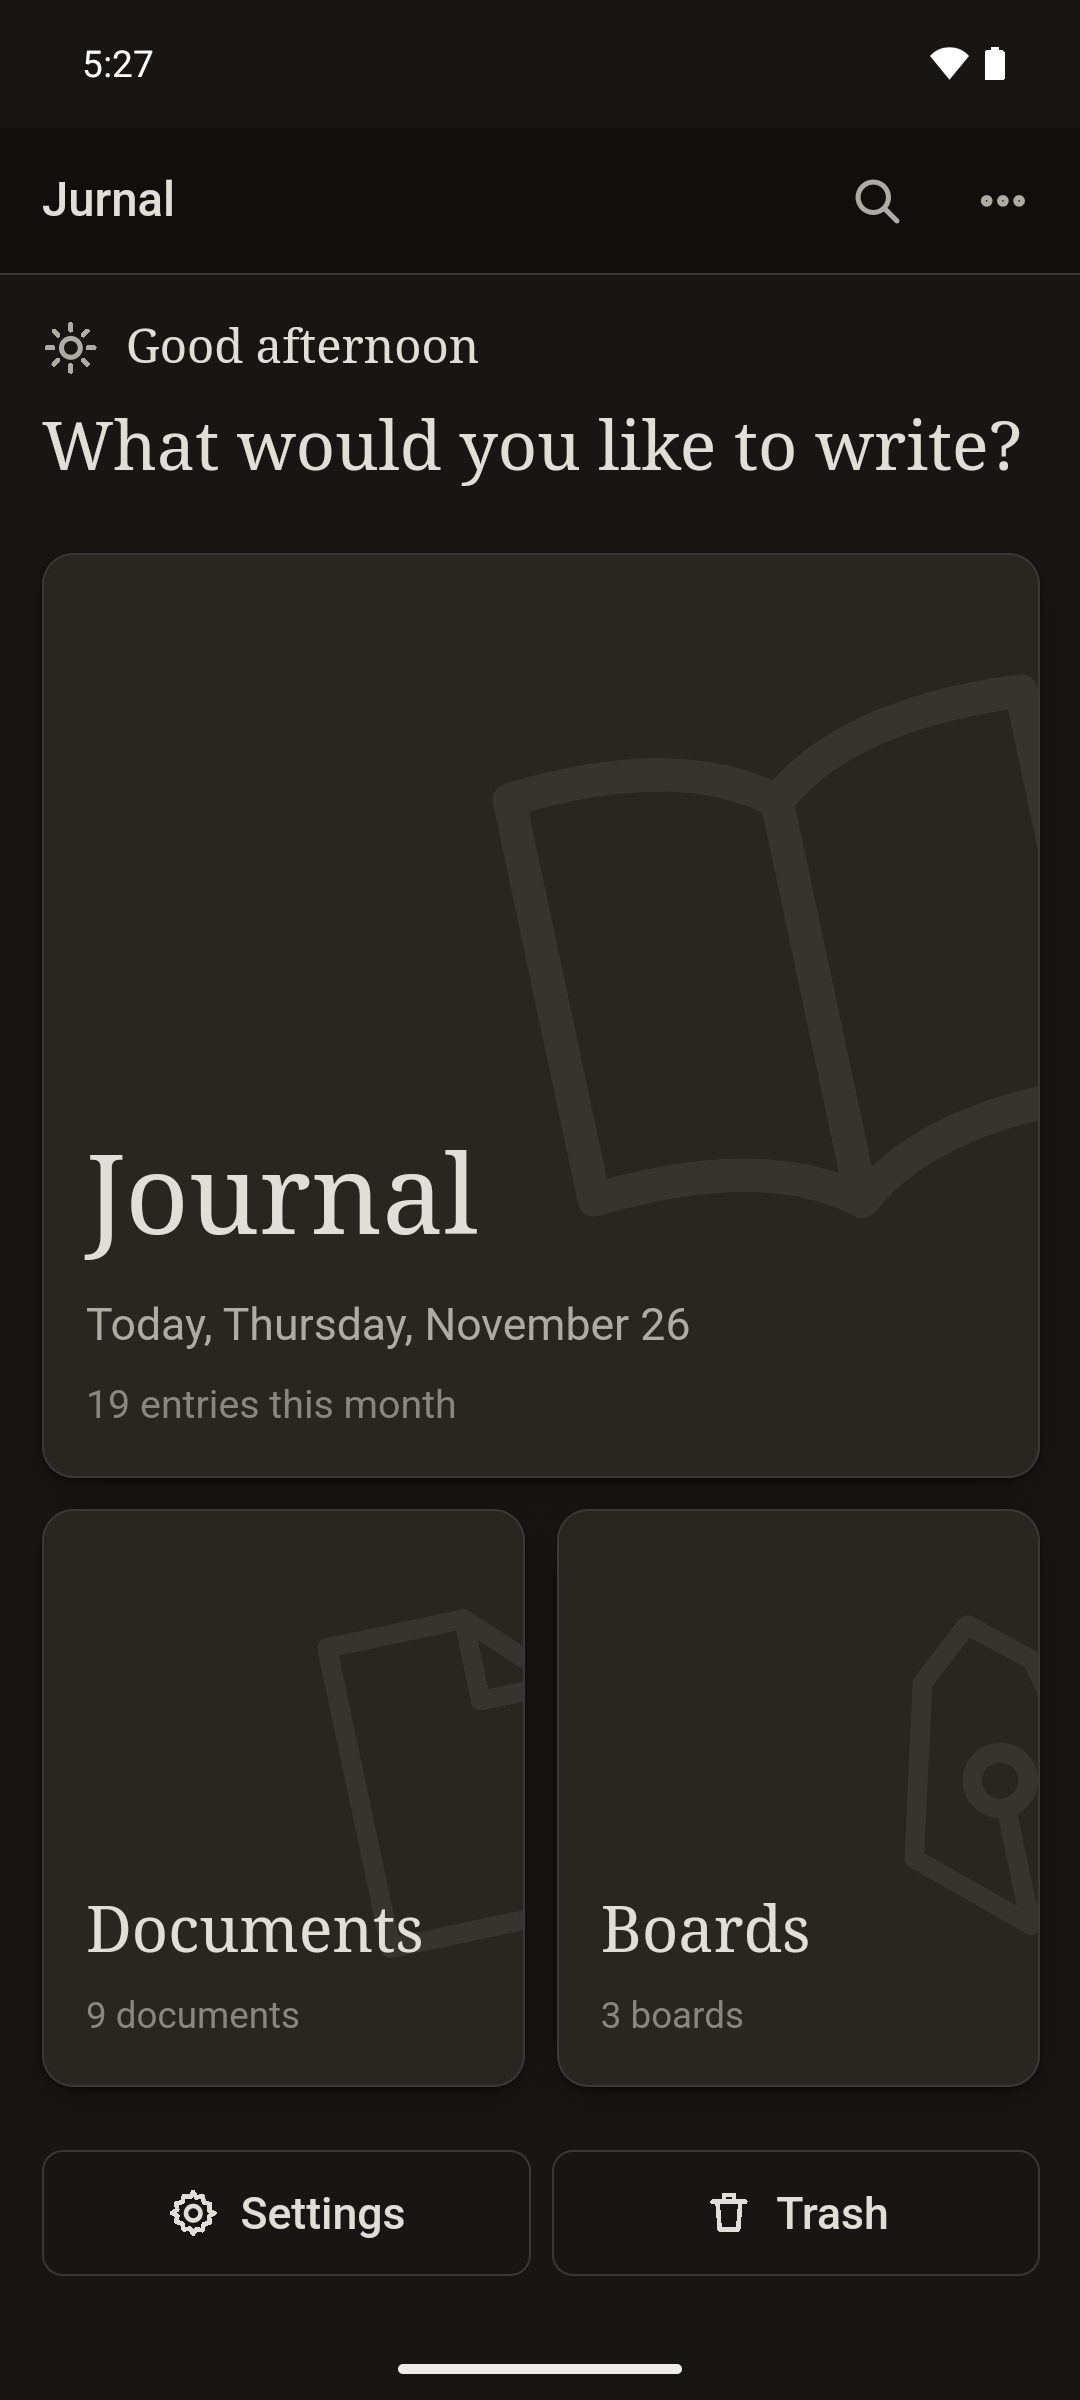 5:27
Jurnal
Good afternoon
What would you like to write?
Journal
Today, Thursday, November 26
19 entries this month
Documents
9 documents
Boards
3 boards
Settings
Trash